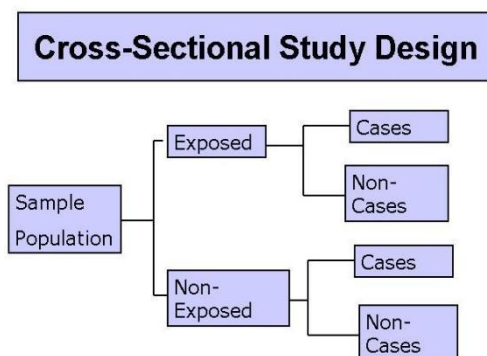 Cross-Sectional Study Design
Exposed
Cases
Non-
Cases
Sample
Population
Non-
Exposed
Cases
Non-
Cases